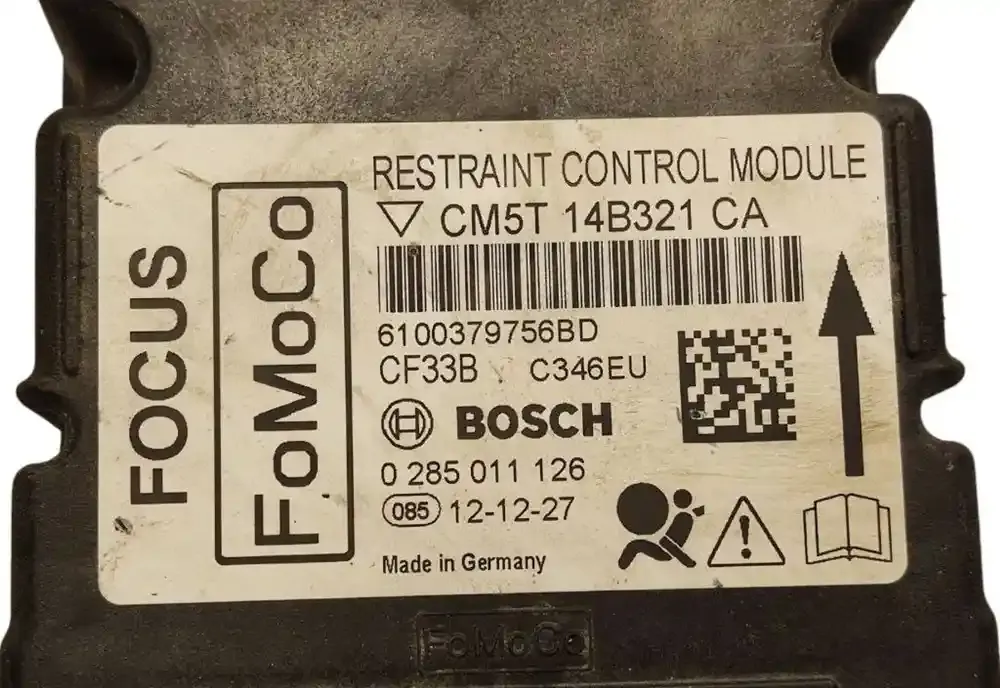 FOCUS
FoMoCo
RESTRAINT CONTROL MODULE
CM5T 14B321 CA
6100379756BD
CF33B C346EU
BOSCH
0 285 011 126
085 12-12-27
Made in Germany
FoMoCo